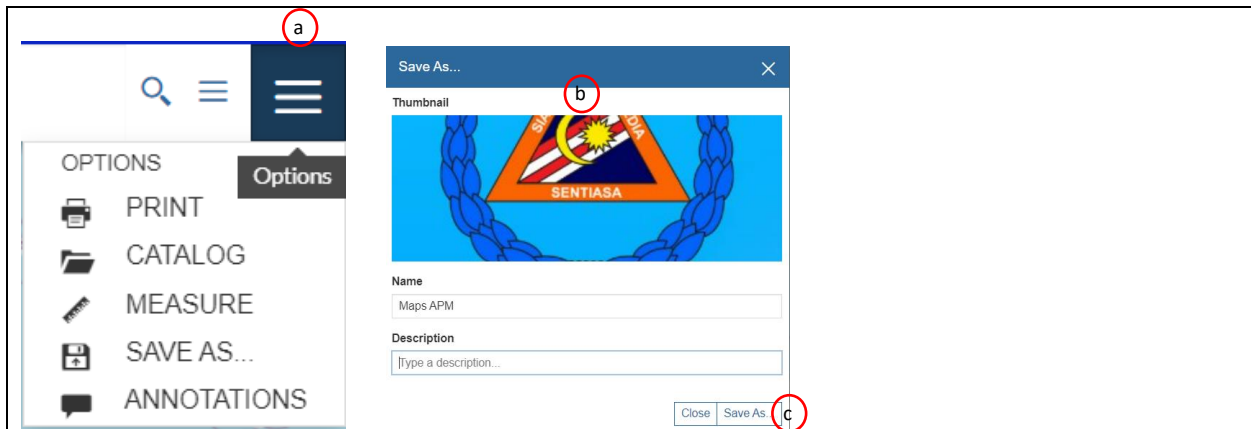 a
Options
OPTIONS
PRINT
CATALOG
MEASURE
SAVE AS...
ANNOTATIONS
Save As...
b
Thumbnail
SENTIASA
Name
Maps APM
Description
Type a description...
Close
Save As...
c